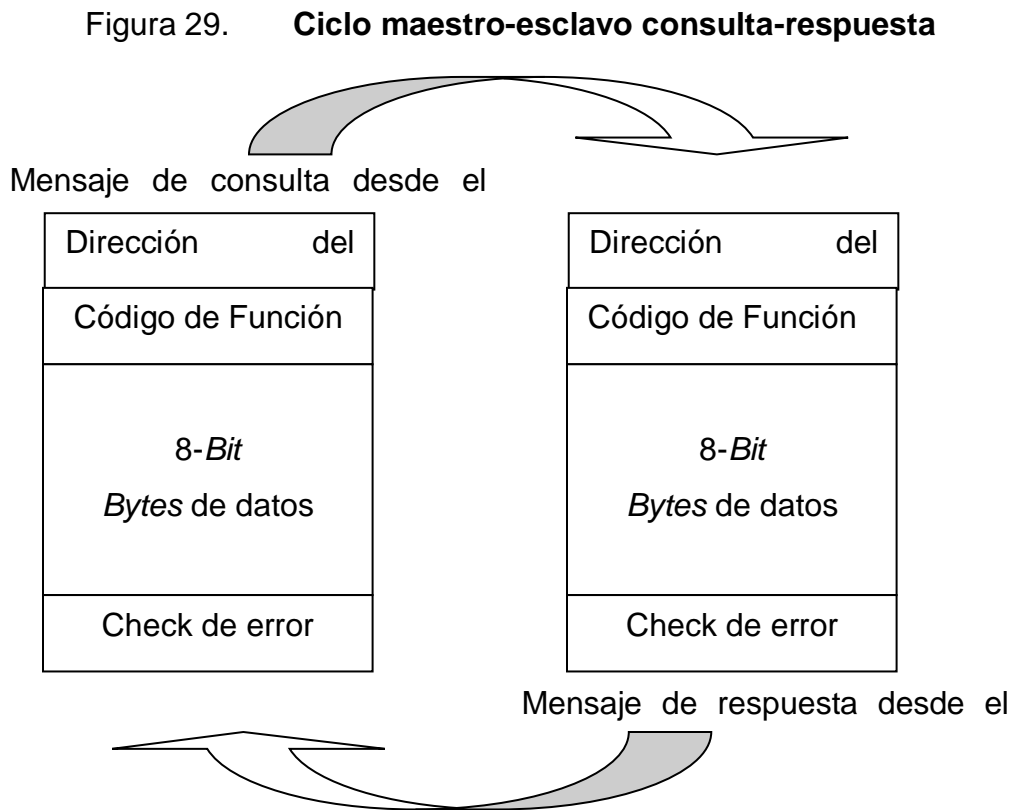 Figura 29. Ciclo maestro-esclavo consulta-respuesta
Mensaje de consulta desde el
Dirección del
Código de Función
8-Bit
Bytes de datos
Check de error
Dirección del
Código de Función
8-Bit
Bytes de datos
Check de error
Mensaje de respuesta desde el